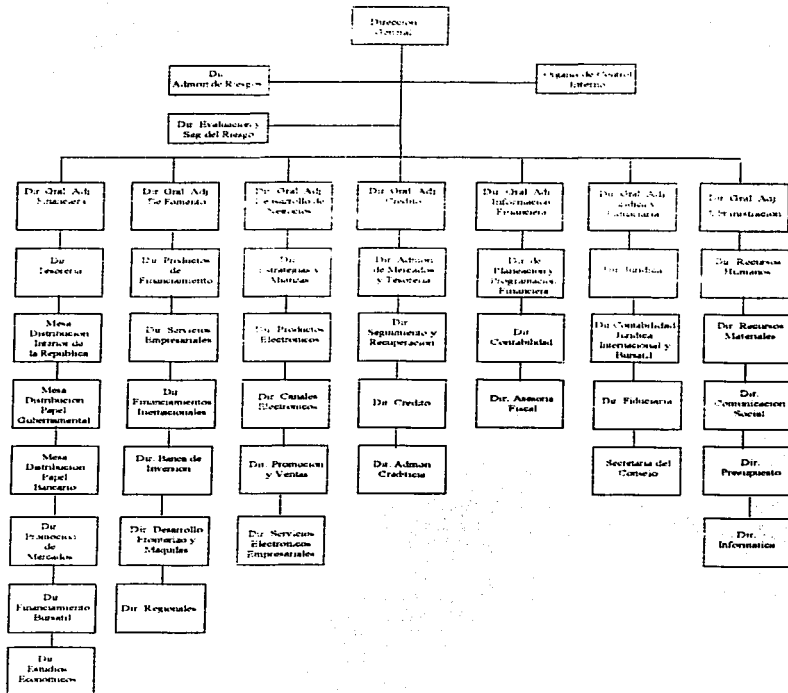 Direccion
General
Dir.
Admon de Riesgos
Organo de Control
Interno
Dir. Evaluacion y
Seg del Riesgo
Dir Gral Adj
Financiera
Dir Gral Adj
De Fomento
Dir Gral Adj
Desarrollo de
Negocios
Dir Gral Adj
Credito
Dir Gral Adj
Informacion
Financiera
Dir Gral Adj
Juridica y
Fiduciaria
Dir Gral Adj
Administracion
Dir
Tesoreria
Dir Productos
de
Financiamiento
Dir
Estrategias y
Alianzas
Dir Admon
de Mercados
y Tesoreria
Dir de
Planeacion y
Programacion
Financiera
Dir Juridica
Dir Recursos
Humanos
Mesa
Distribucion
Interior de
la Republica
Dir Servicios
Empresariales
Dir Productos
Electronicos
Dir
Seguimiento y
Recuperacion
Dir
Contabilidad
Dir Contabilidad
Juridica
Internacional y
Bursatil
Dir Recursos
Materiales
Mesa
Distribucion
Papel
Gubernamental
Dir
Financiamientos
Internacionales
Dir. Canales
Electronicos
Dir Credito
Dir. Asesoria
Fiscal
Dir Fiduciaria
Dir.
Comunicacion
Social
Mesa
Distribucion
Papel
Bancario
Dir. Banca de
Inversion
Dir. Promocion
y Ventas
Dir. Admon
Crediticia
Secretaria del
Consejo
Dir.
Presupuesto
Dir
Promocion
de
Mercados
Dir Desarrollo
Fronterizo y
Maquilas
Dir Servicios
Electronicos
Empresariales
Dir.
Informatica
Dir
Financiamiento
Bursatil
Dir Regionales
Dir
Estudios
Economicos